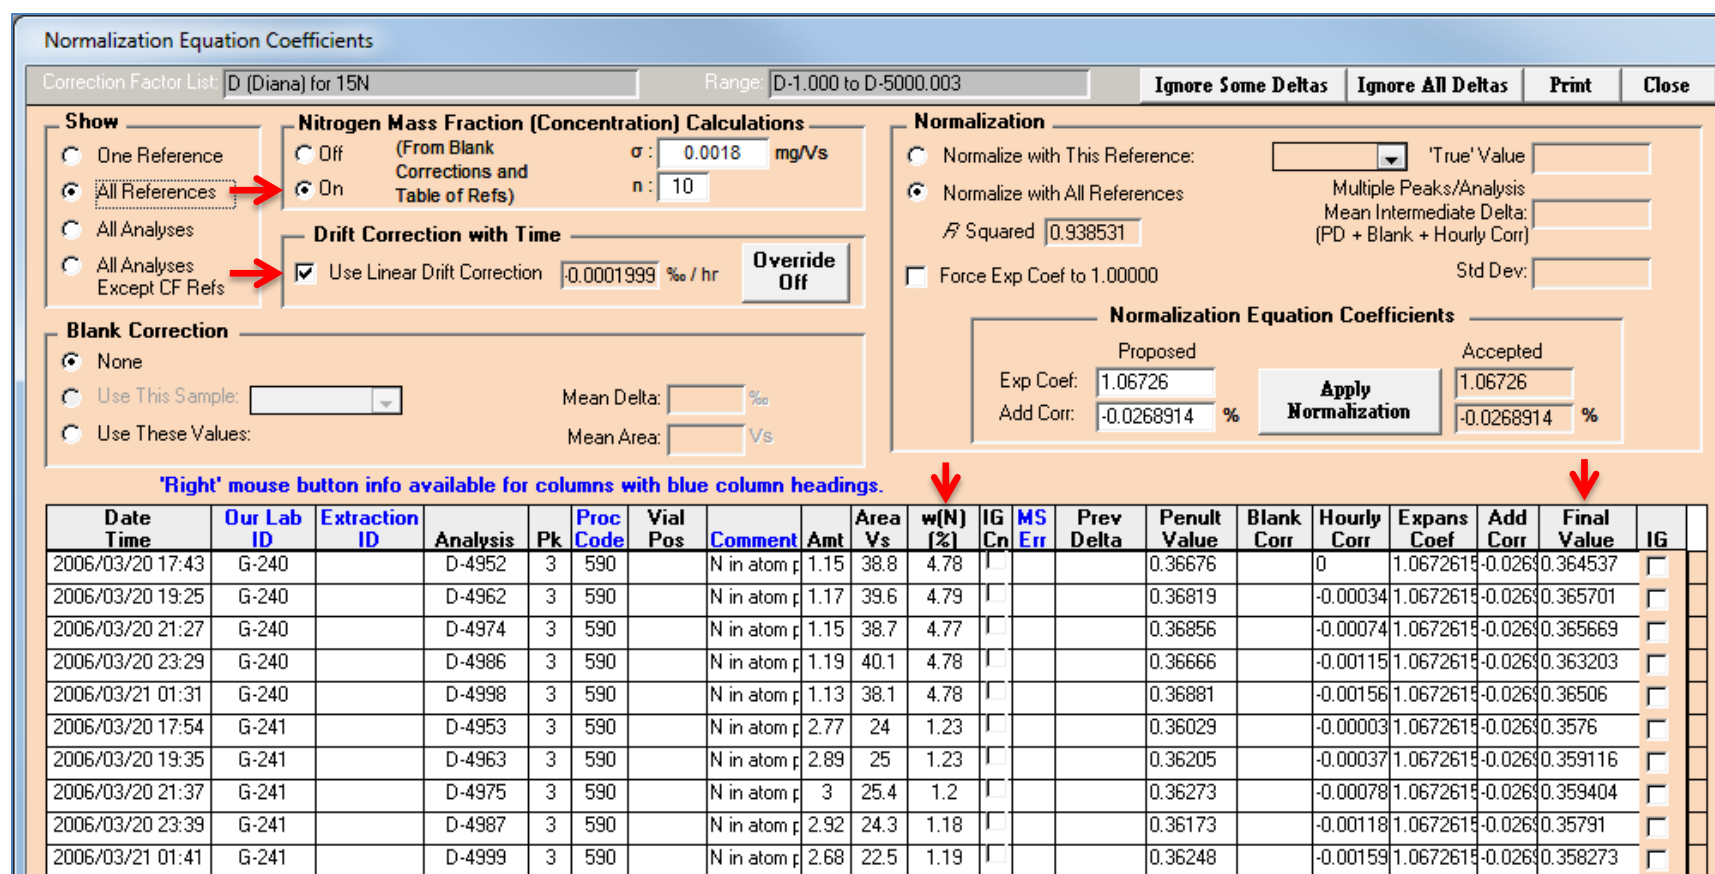 Normalization Equation Coefficients
Correction Factor List: D (Diana) for 15N Range: D-1.000 to D-5000.003 Ignore Some Deltas Ignore All Deltas Print Close
Show
One Reference
All References
All Analyses
All Analyses
Except CF Refs
Nitrogen Mass Fraction (Concentration) Calculations
Off (From Blank σ : 0.0018 mg/Vs
Corrections and
On Table of Refs) n : 10
Drift Correction with Time
Use Linear Drift Correction -0.0001999 ‰ / hr Override
Off
Blank Correction
None
Use This Sample: Mean Delta: ‰
Use These Values: Mean Area: Vs
Normalization
Normalize with This Reference: 'True' Value
Normalize with All References Multiple Peaks/Analysis
Mean Intermediate Delta:
R Squared 0.938531 (PD + Blank + Hourly Corr)
Force Exp Coef to 1.00000 Std Dev:
Normalization Equation Coefficients
Proposed Accepted
Exp Coef: 1.06726 Apply 1.06726
Add Corr: -0.0268914 % Normalization -0.0268914 %
'Right' mouse button info available for columns with blue column headings.
Date Our Lab Extraction Proc Vial Area w(N) IG MS Prev Penult Blank Hourly Expans Add Final
Time ID ID Analysis Pk Code Pos Comment Amt Vs (%) Cn Err Delta Value Corr Corr Coef Corr Value IG
2006/03/20 17:43 G-240 D-4952 3 590 N in atom p 1.15 38.8 4.78 0.36676 0 1.0672615 -0.0269 0.364537
2006/03/20 19:25 G-240 D-4962 3 590 N in atom p 1.17 39.6 4.79 0.36819 -0.00034 1.0672615 -0.0269 0.365701
2006/03/20 21:27 G-240 D-4974 3 590 N in atom p 1.15 38.7 4.77 0.36856 -0.00074 1.0672615 -0.0269 0.365669
2006/03/20 23:29 G-240 D-4986 3 590 N in atom p 1.19 40.1 4.78 0.36666 -0.00115 1.0672615 -0.0269 0.363203
2006/03/21 01:31 G-240 D-4998 3 590 N in atom p 1.13 38.1 4.78 0.36881 -0.00156 1.0672615 -0.0269 0.36506
2006/03/20 17:54 G-241 D-4953 3 590 N in atom p 2.77 24 1.23 0.36029 -0.00003 1.0672615 -0.0269 0.3576
2006/03/20 19:35 G-241 D-4963 3 590 N in atom p 2.89 25 1.23 0.36205 -0.00037 1.0672615 -0.0269 0.359116
2006/03/20 21:37 G-241 D-4975 3 590 N in atom p 3 25.4 1.2 0.36273 -0.00078 1.0672615 -0.0269 0.359404
2006/03/20 23:39 G-241 D-4987 3 590 N in atom p 2.92 24.3 1.18 0.36173 -0.00118 1.0672615 -0.0269 0.35791
2006/03/21 01:41 G-241 D-4999 3 590 N in atom p 2.68 22.5 1.19 0.36248 -0.00159 1.0672615 -0.0269 0.358273